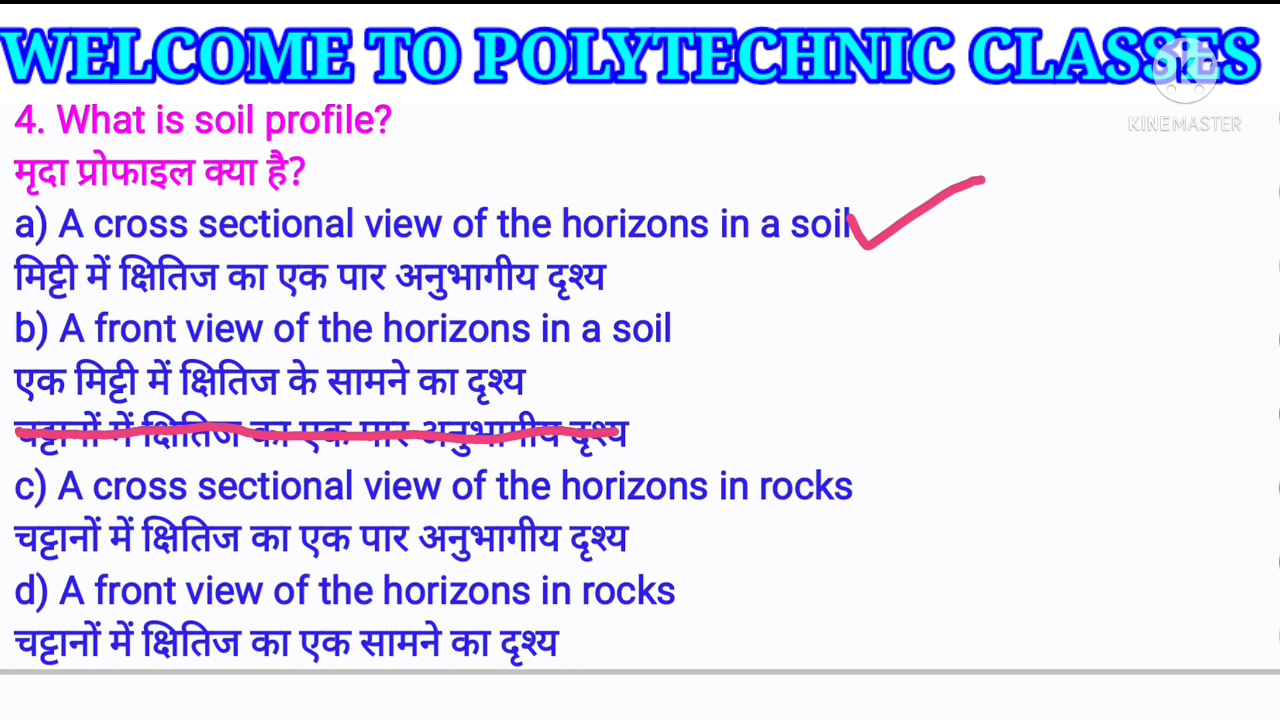 WELCOME TO POLYTECHNIC CLASSES
KINEMASTER
4. What is soil profile?
मृदा प्रोफाइल क्या है?
a) A cross sectional view of the horizons in a soil
मिट्टी में क्षितिज का एक पार अनुभागीय दृश्य
b) A front view of the horizons in a soil
एक मिट्टी में क्षितिज के सामने का दृश्य
चट्टानों में क्षितिज का एक पार अनुभागीय दृश्य
c) A cross sectional view of the horizons in rocks
चट्टानों में क्षितिज का एक पार अनुभागीय दृश्य
d) A front view of the horizons in rocks
चट्टानों में क्षितिज का एक सामने का दृश्य